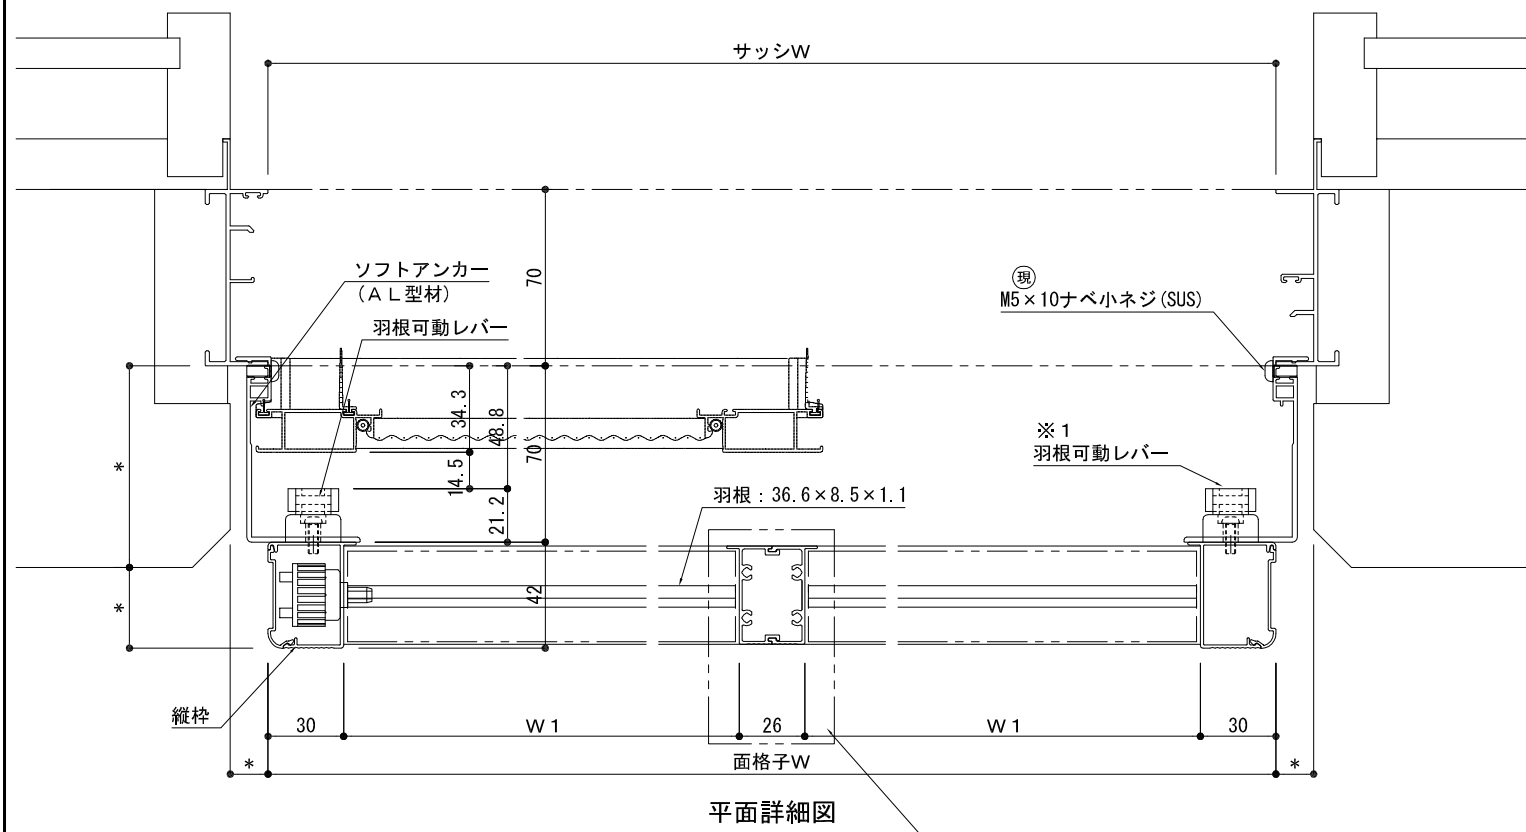 サッシW
70
ソフトアンカー
(AL型材)
羽根可動レバー
現
M5×10ナベ小ネジ(SUS)
34.3
48.8
70
14.5
21.2
※1
羽根可動レバー
羽根:36.6×8.5×1.1
*
*
42
縦枠
30
W1
26
W1
30
*
面格子W
*
平面詳細図